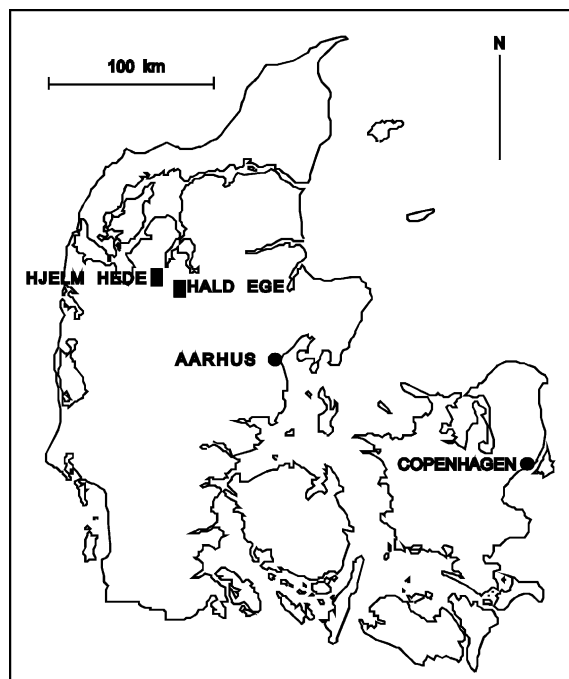 100 km
N
HJELM HEDE
HALD EGE
AARHUS
COPENHAGEN